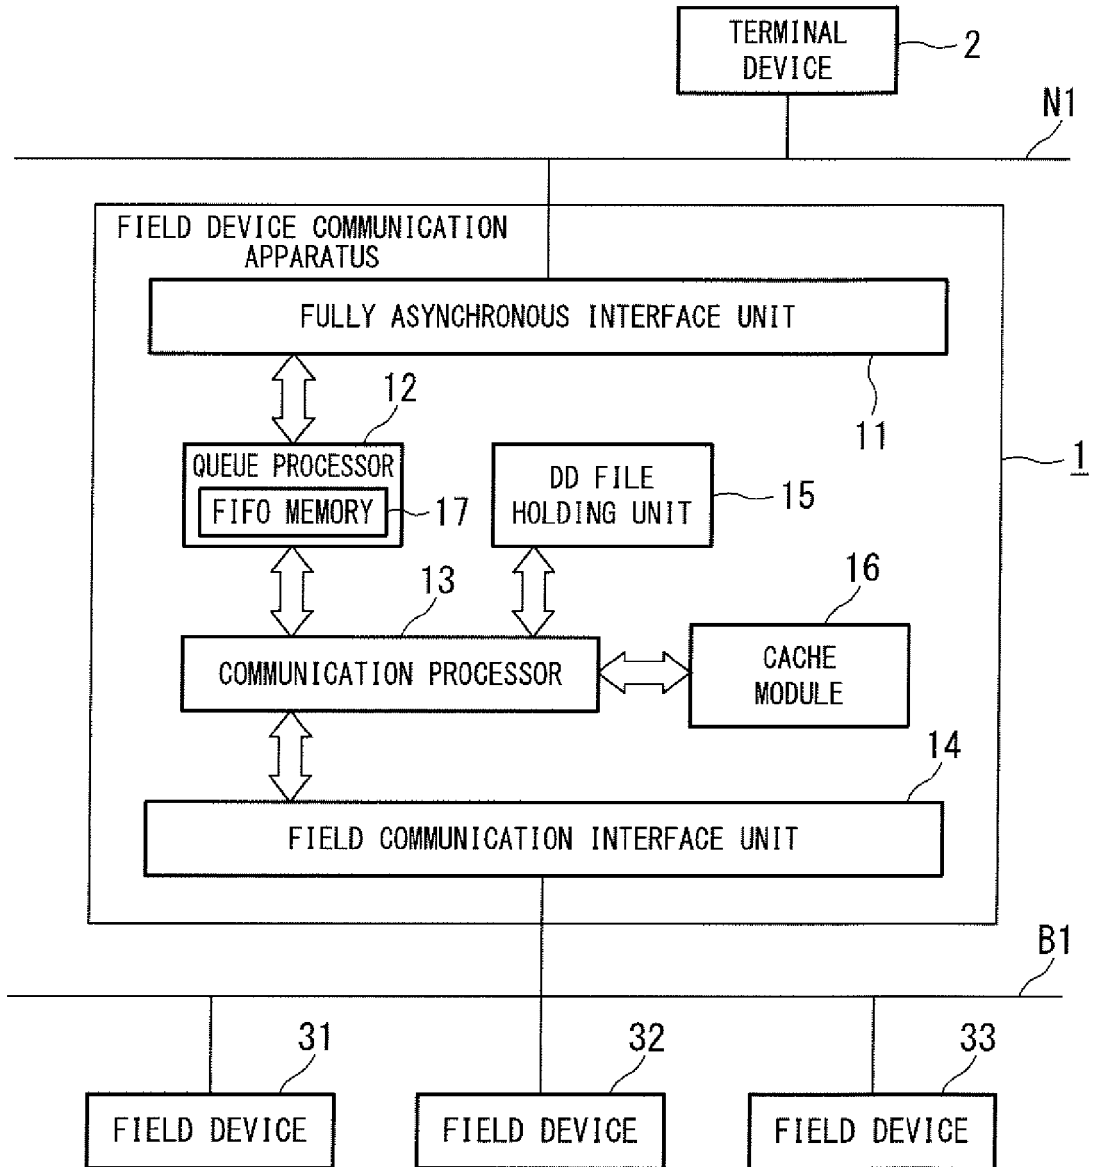 TERMINAL
DEVICE
2
N1
FIELD DEVICE COMMUNICATION
APPARATUS
FULLY ASYNCHRONOUS INTERFACE UNIT
11
12
QUEUE PROCESSOR
FIFO MEMORY
17
DD FILE
HOLDING UNIT
15
1
13
COMMUNICATION PROCESSOR
16
CACHE
MODULE
14
FIELD COMMUNICATION INTERFACE UNIT
B1
31
FIELD DEVICE
32
FIELD DEVICE
33
FIELD DEVICE